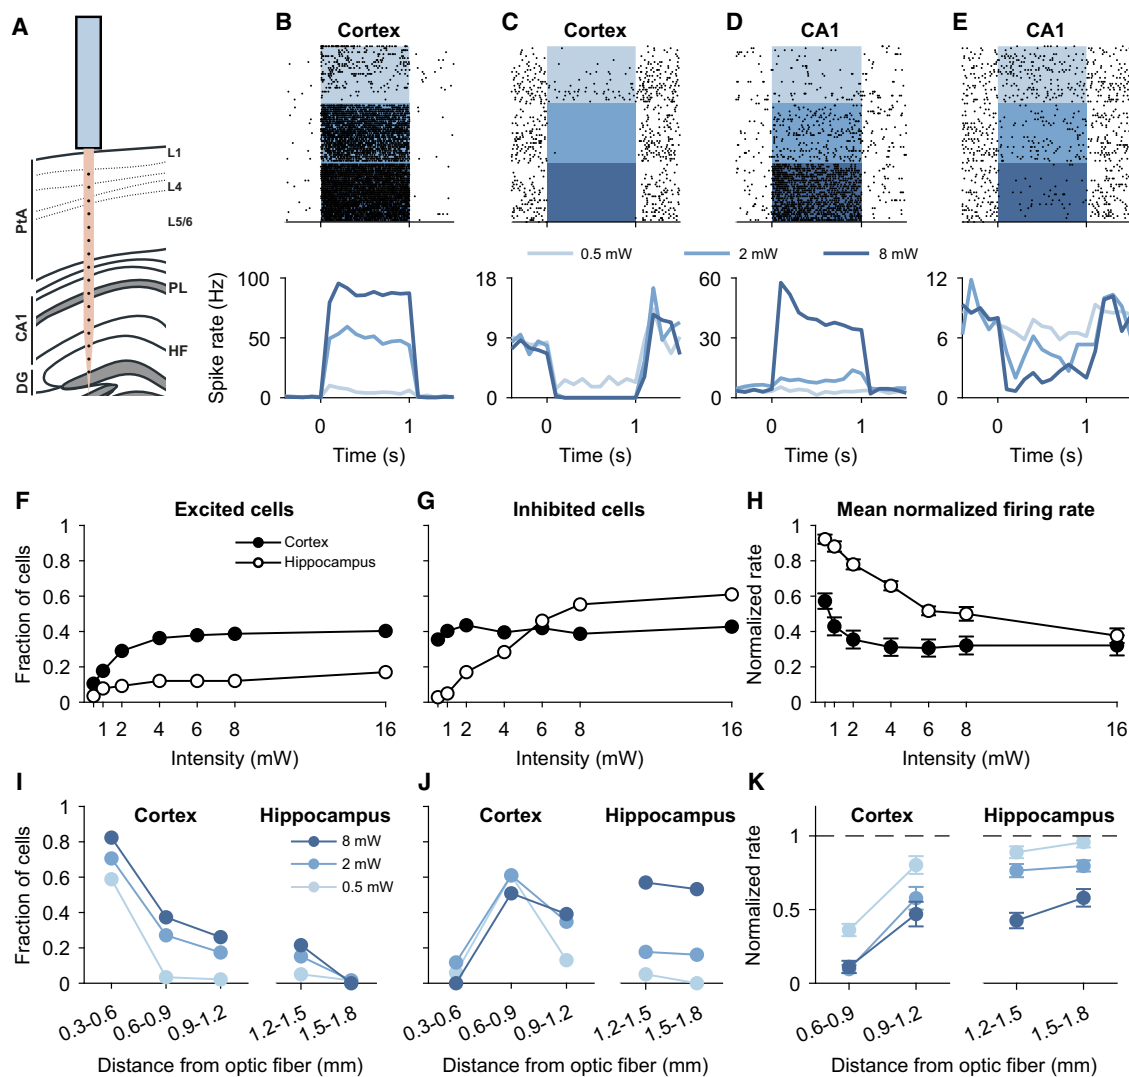 A
L1
L4
L5/6
PL
HF
PtA
CA1
DG
B
Cortex
C
Cortex
D
CA1
E
CA1
0.5 mW
2 mW
8 mW
Spike rate (Hz)
100
50
0
0 1
Time (s)
18
9
0
0 1
Time (s)
60
30
0
0 1
Time (s)
12
6
0
0 1
Time (s)
F
Excited cells
Cortex
Hippocampus
Fraction of cells
1
0.8
0.6
0.4
0.2
0
1 2 4 6 8 16
Intensity (mW)
G
Inhibited cells
1 2 4 6 8 16
Intensity (mW)
H
Mean normalized firing rate
Normalized rate
1
0.8
0.6
0.4
0.2
0
1 2 4 6 8 16
Intensity (mW)
I
Cortex
Hippocampus
8 mW
2 mW
0.5 mW
Fraction of cells
1
0.8
0.6
0.4
0.2
0
0.3-0.6
0.6-0.9
0.9-1.2
1.2-1.5
1.5-1.8
Distance from optic fiber (mm)
J
Cortex
Hippocampus
0.3-0.6
0.6-0.9
0.9-1.2
1.2-1.5
1.5-1.8
Distance from optic fiber (mm)
K
Cortex
Hippocampus
Normalized rate
1
0.5
0
0.6-0.9
0.9-1.2
1.2-1.5
1.5-1.8
Distance from optic fiber (mm)